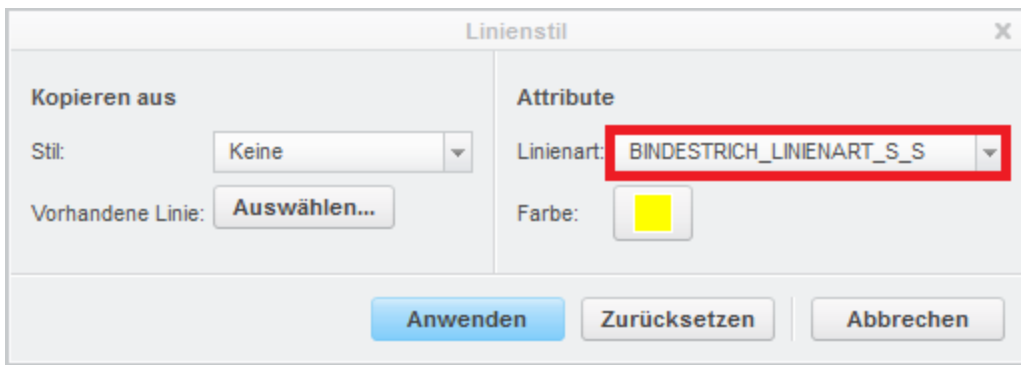 Linienstil
Kopieren aus
Stil: Keine
Vorhandene Linie: Auswählen...
Attribute
Linienart: BINDESTRICH_LINIENART_S_S
Farbe:
Anwenden Zurücksetzen Abbrechen